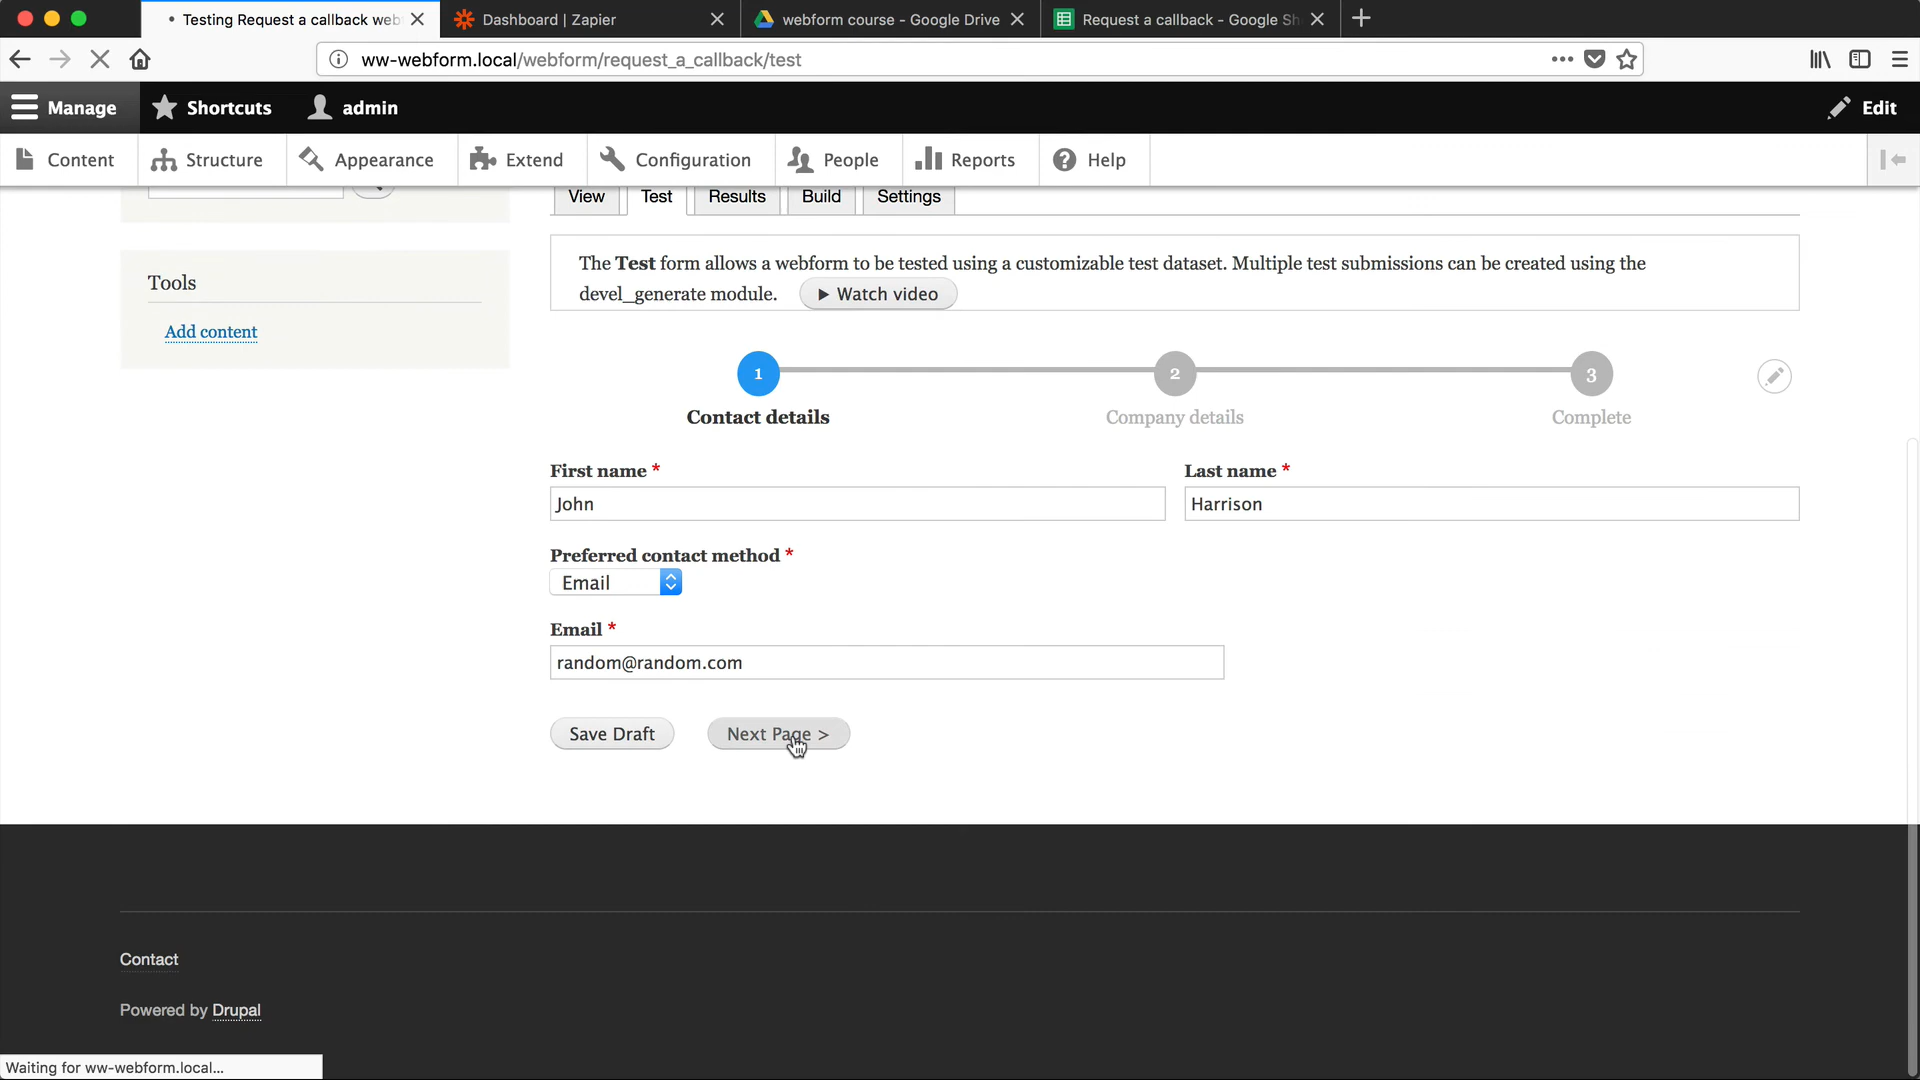 Testing Request a callback web
Dashboard | Zapier
webform course - Google Drive
Request a callback - Google Sh
ww-webform.local/webform/request_a_callback/test
Manage
Shortcuts
admin
Edit
Content
Structure
Appearance
Extend
Configuration
People
Reports
Help
View
Test
Results
Build
Settings
The Test form allows a webform to be tested using a customizable test dataset. Multiple test submissions can be created using the
devel_generate module. Watch video
Tools
Add content
1
2
3
Contact details
Company details
Complete
First name *
Last name *
John
Harrison
Preferred contact method *
Email
Email *
random@random.com
Save Draft
Next Page >
Contact
Powered by Drupal
Waiting for ww-webform.local...